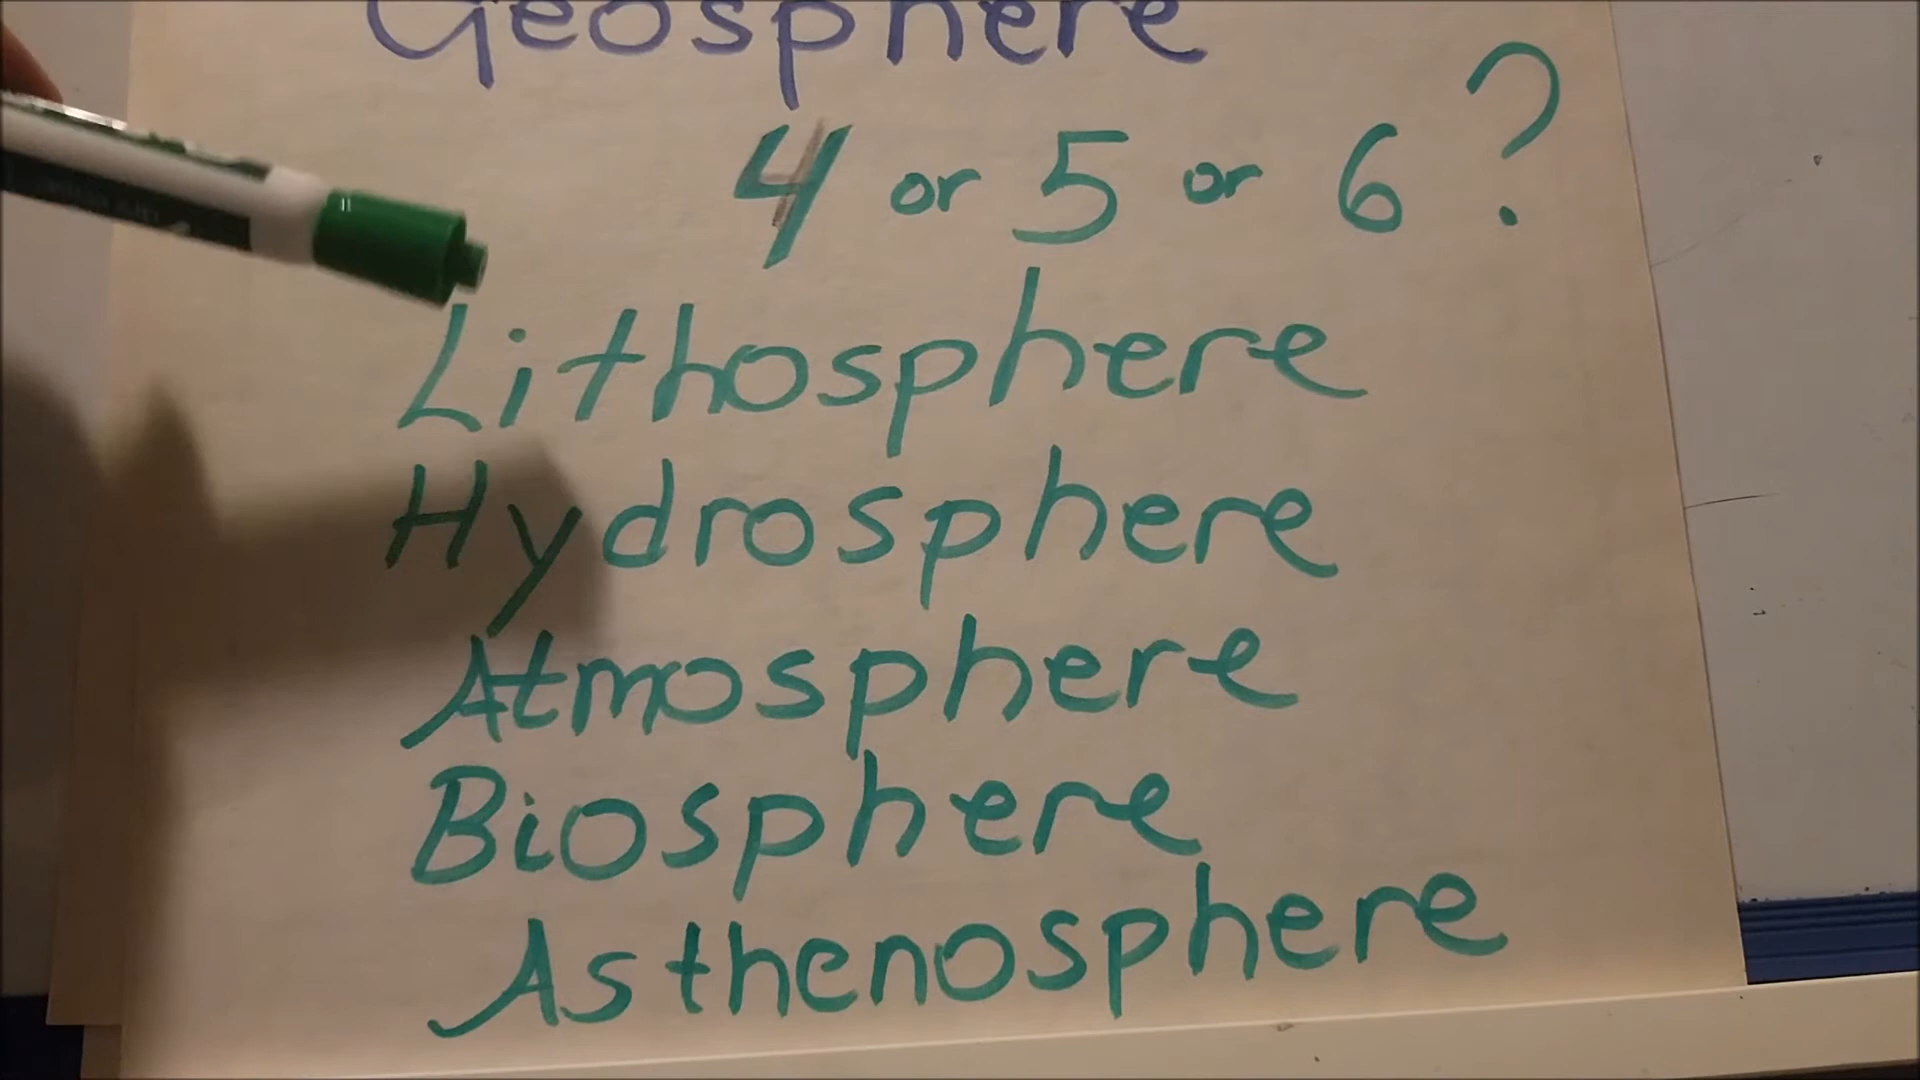 Geosphere
4 or 5 or 6 ?
Lithosphere
Hydrosphere
Atmosphere
Biosphere
Asthenosphere